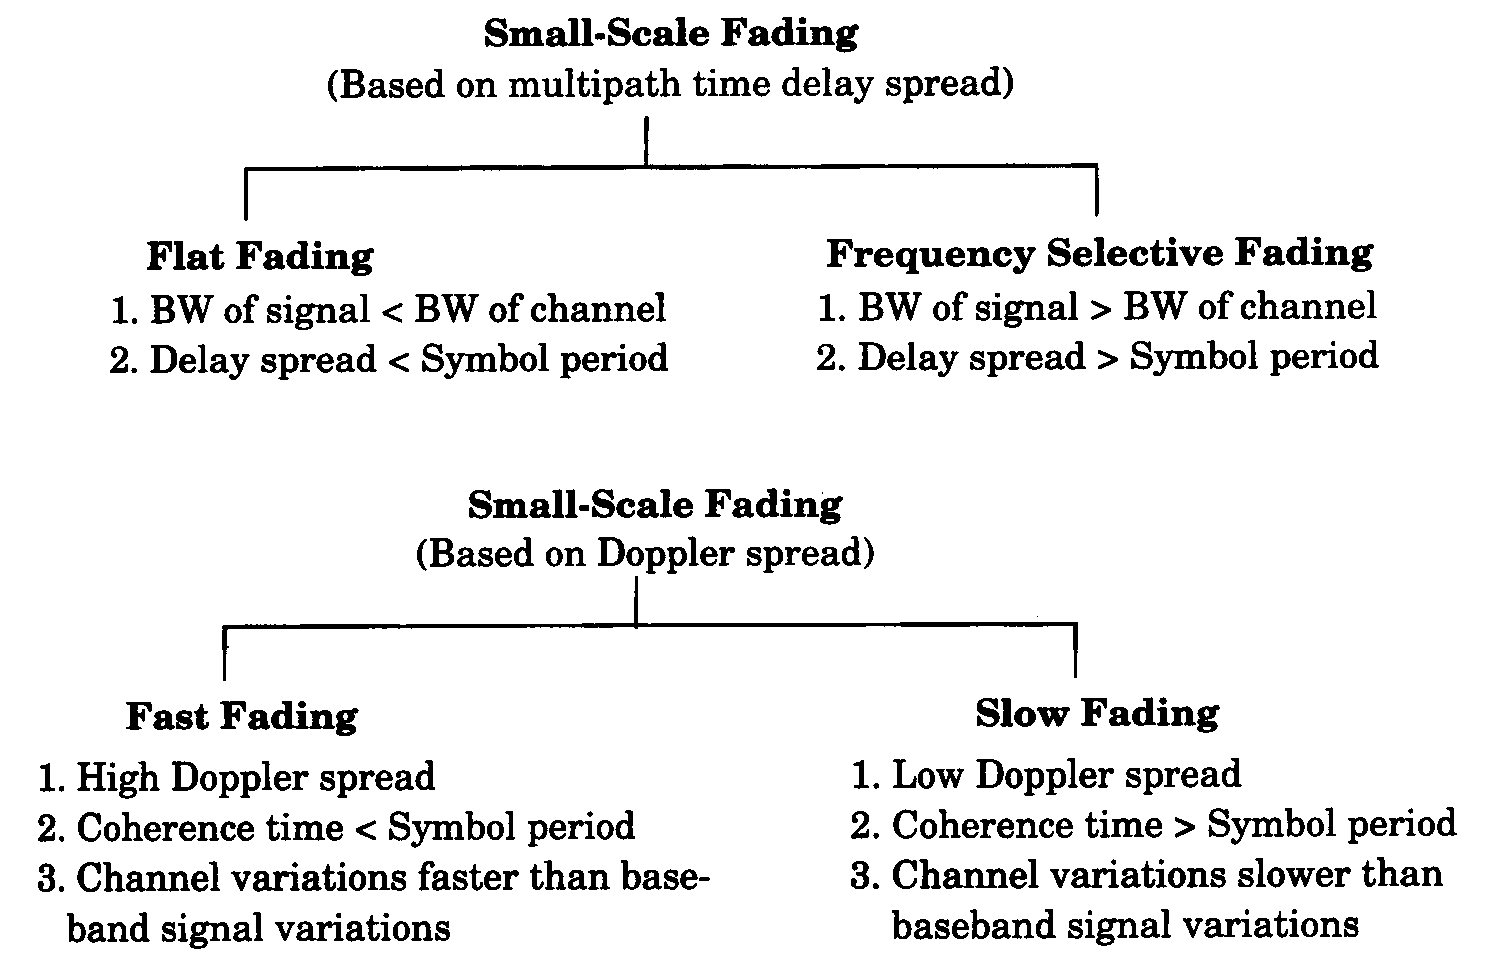 Small-Scale Fading
(Based on multipath time delay spread)
Flat Fading
1. BW of signal < BW of channel
2. Delay spread < Symbol period
Frequency Selective Fading
1. BW of signal > BW of channel
2. Delay spread > Symbol period
Small-Scale Fading
(Based on Doppler spread)
Fast Fading
1. High Doppler spread
2. Coherence time < Symbol period
3. Channel variations faster than base-
band signal variations
Slow Fading
1. Low Doppler spread
2. Coherence time > Symbol period
3. Channel variations slower than
baseband signal variations